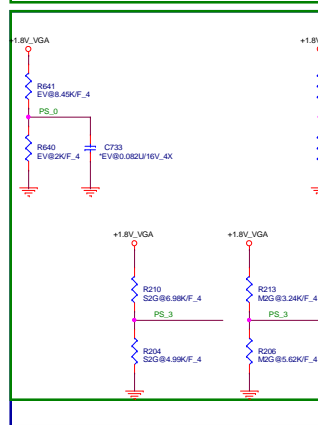 +1.8V_VGA
+1.8V
R641
EV@8.45K/F_4
PS_0
R640
EV@2K/F_4
C733
*EV@0.082U/16V_4X
+1.8V_VGA
+1.8V_VGA
R210
S2G@6.98K/F_4
R213
M2G@3.24K/F_4
PS_3
PS_3
R204
S2G@4.99K/F_4
R206
M2G@5.62K/F_4